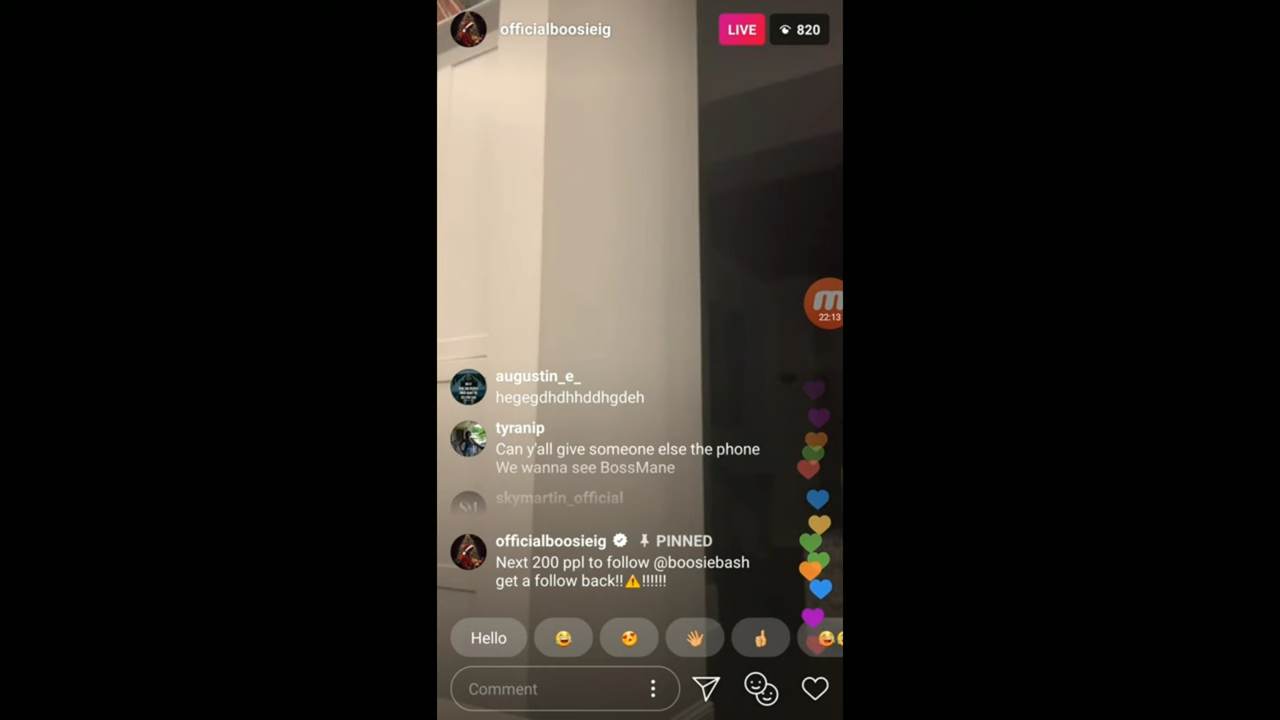 officialboosieig
LIVE
820
22:13
augustin_e_
hegegdhdhhddhgdeh
tyranip
Can y'all give someone else the phone
We wanna see BossMane
skymartin_official
officialboosieig PINNED
Next 200 ppl to follow @boosiebash
get a follow back!!⚠️!!!!!!
Hello 😂 😍 👋 ☝
Comment